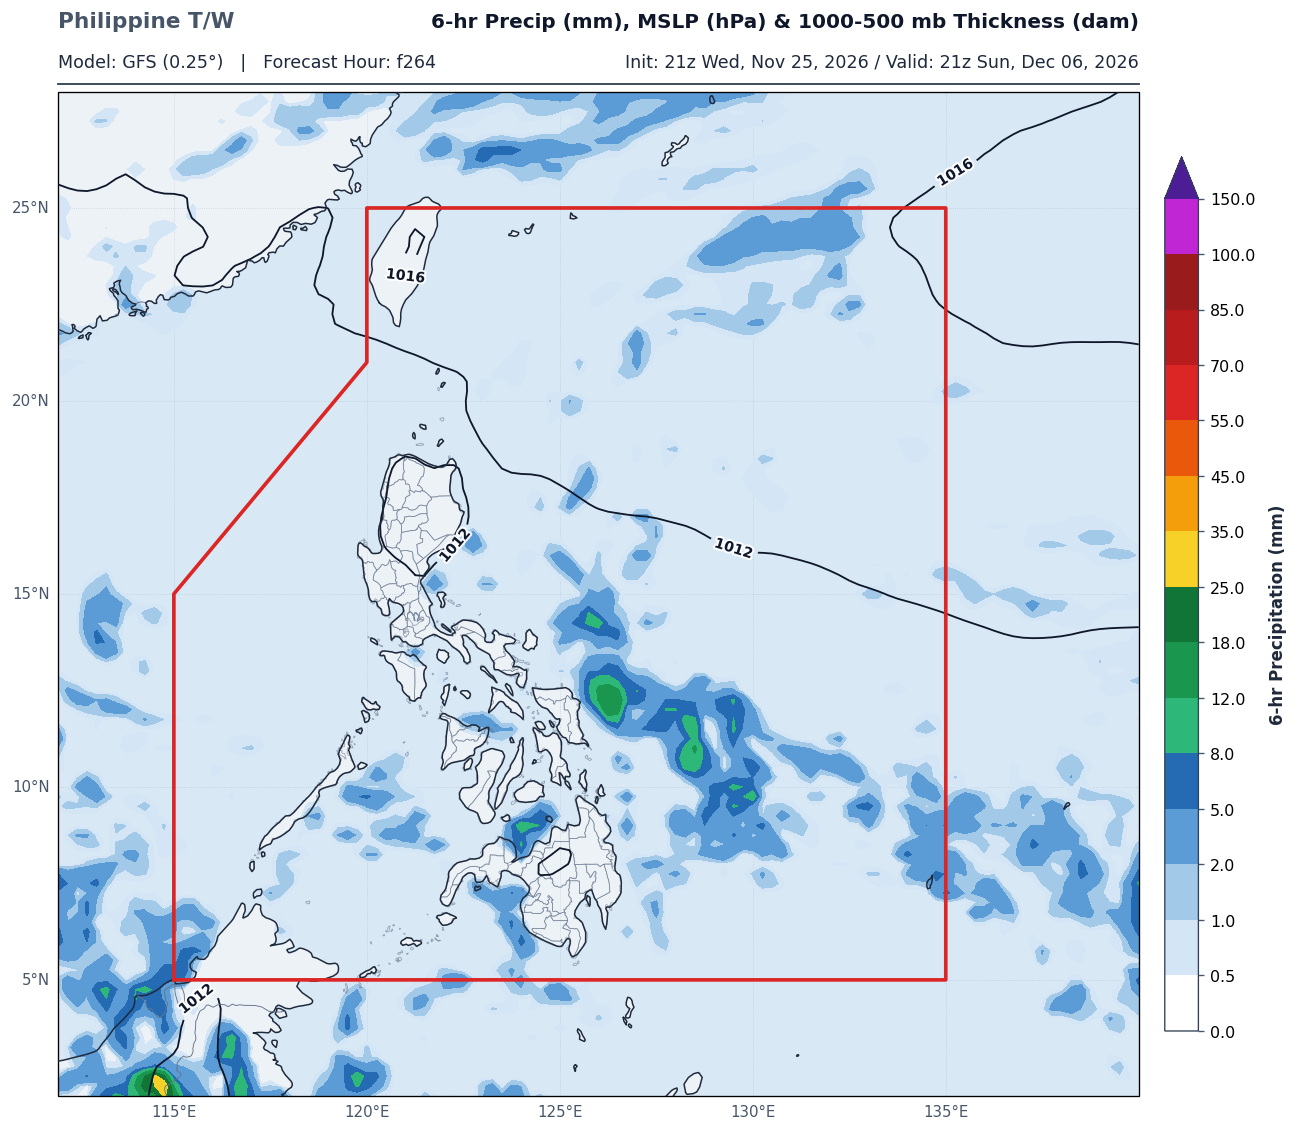 Philippine T/W
6-hr Precip (mm), MSLP (hPa) & 1000-500 mb Thickness (dam)
Model: GFS (0.25°) | Forecast Hour: f264
Init: 21z Wed, Nov 25, 2026 / Valid: 21z Sun, Dec 06, 2026
1016
1016
1012
1012
1012
25°N
20°N
15°N
10°N
5°N
115°E
120°E
125°E
130°E
135°E
150.0
100.0
85.0
70.0
55.0
45.0
35.0
25.0
18.0
12.0
8.0
5.0
2.0
1.0
0.5
0.0
6-hr Precipitation (mm)